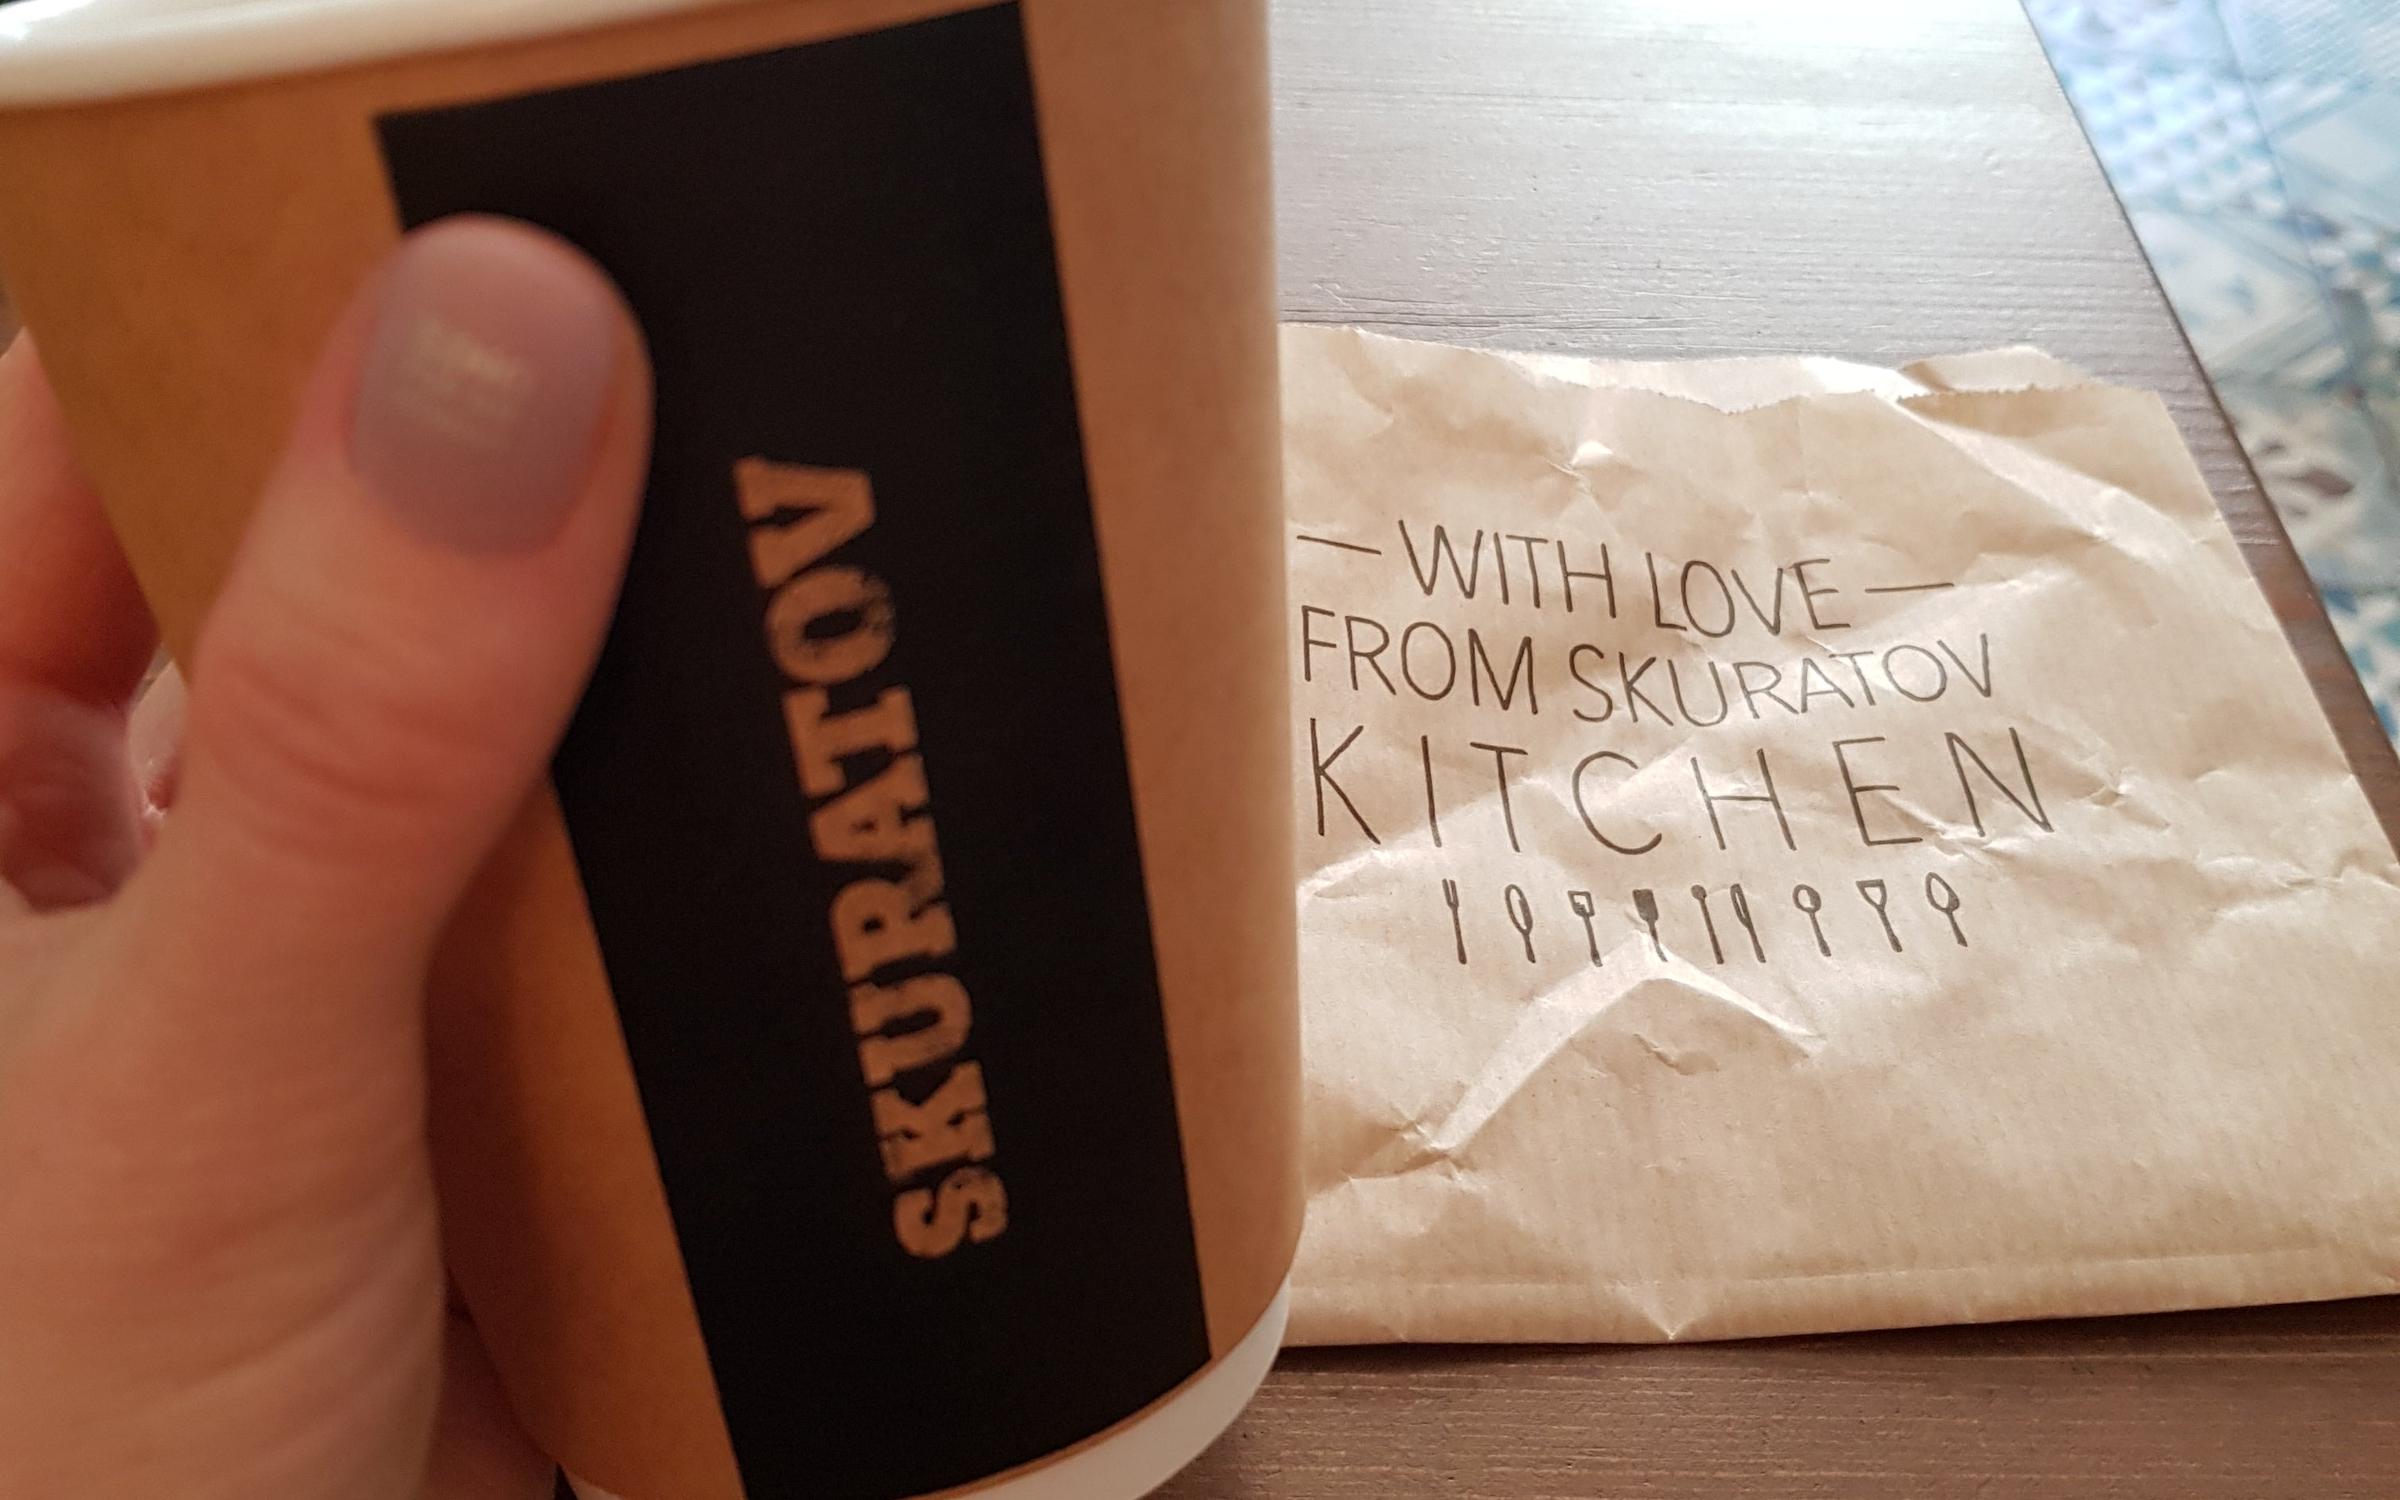 SKURATOV
— WITH LOVE —
FROM SKURATOV
KITCHEN